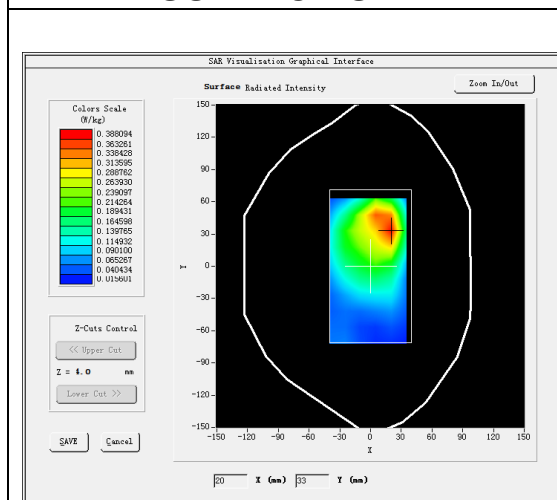 SAR Visualisation Graphical Interface
Surface Radiated Intensity
Zoom In/Out
Colors Scale
(W/kg)
0.388094
0.363261
0.338428
0.313595
0.288762
0.263930
0.239097
0.214264
0.189431
0.164598
0.139765
0.114932
0.090100
0.065267
0.040434
0.015601
Z-Cuts Control
<< Upper Cut
Z = 4.0 mm
Lower Cut >>
SAVE Cancel
150
120
90
60
30
0
-30
-60
-90
-120
-150
Y
-150 -120 -90 -60 -30 0 30 60 90 120 150
X
20 X (mm) 33 Y (mm)